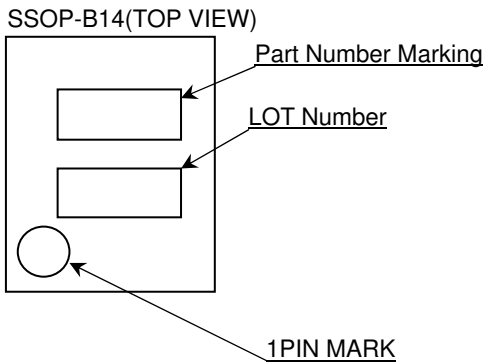 SSOP-B14(TOP VIEW)
Part Number Marking
LOT Number
1PIN MARK